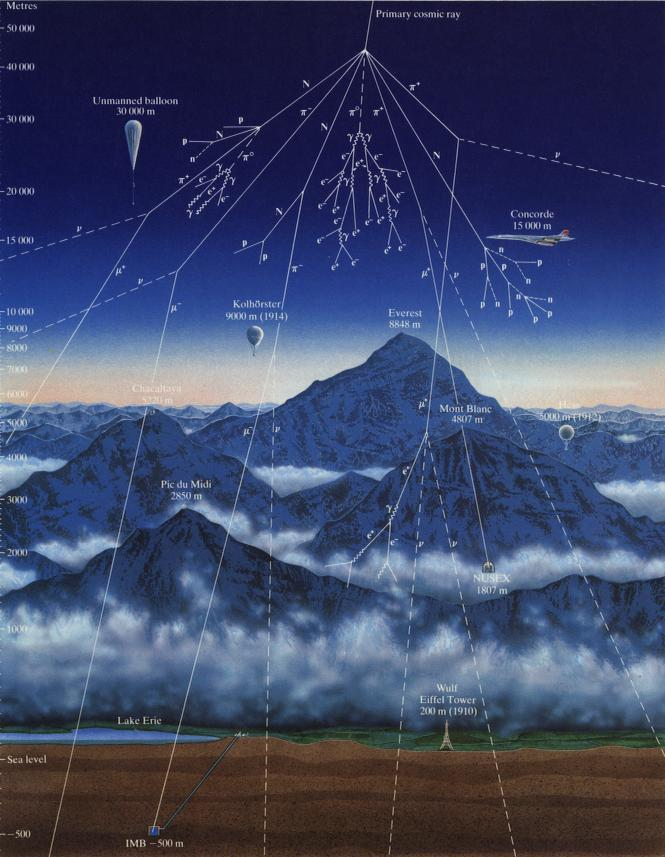 Metres
Primary cosmic ray
50 000
40 000
N
π⁺
π⁻
Unmanned balloon
30 000 m
30 000
p
N
p
n
π°
N
π°
π⁺
γ
γ
N
ν
π⁺
e⁻
e⁺
γ
γ
e⁻
e⁺
e⁻
e⁻
e⁻
e⁻
20 000
Concorde
15 000 m
15 000
ν
p
p
e⁻
e⁻
e⁻
e⁺
e⁻
μ⁺
ν
π⁻
μ⁺
ν
n
p
n
p
p
p
n
n
p
p
μ⁻
Kolhörster
9000 m (1914)
10 000
9000
8000
7000
6000
5000
4000
3000
2000
1000
Everest
8848 m
Chacaltaya
5220 m
Hess
5000 m (1912)
μ⁺
Mont Blanc
4807 m
μ⁻
ν
e⁺
Pic du Midi
2850 m
γ
e⁺
e⁻
ν
ν
NUSEX
1807 m
Wulf
Eiffel Tower
200 m (1910)
Lake Erie
Sea level
ν
−500
IMB −500 m